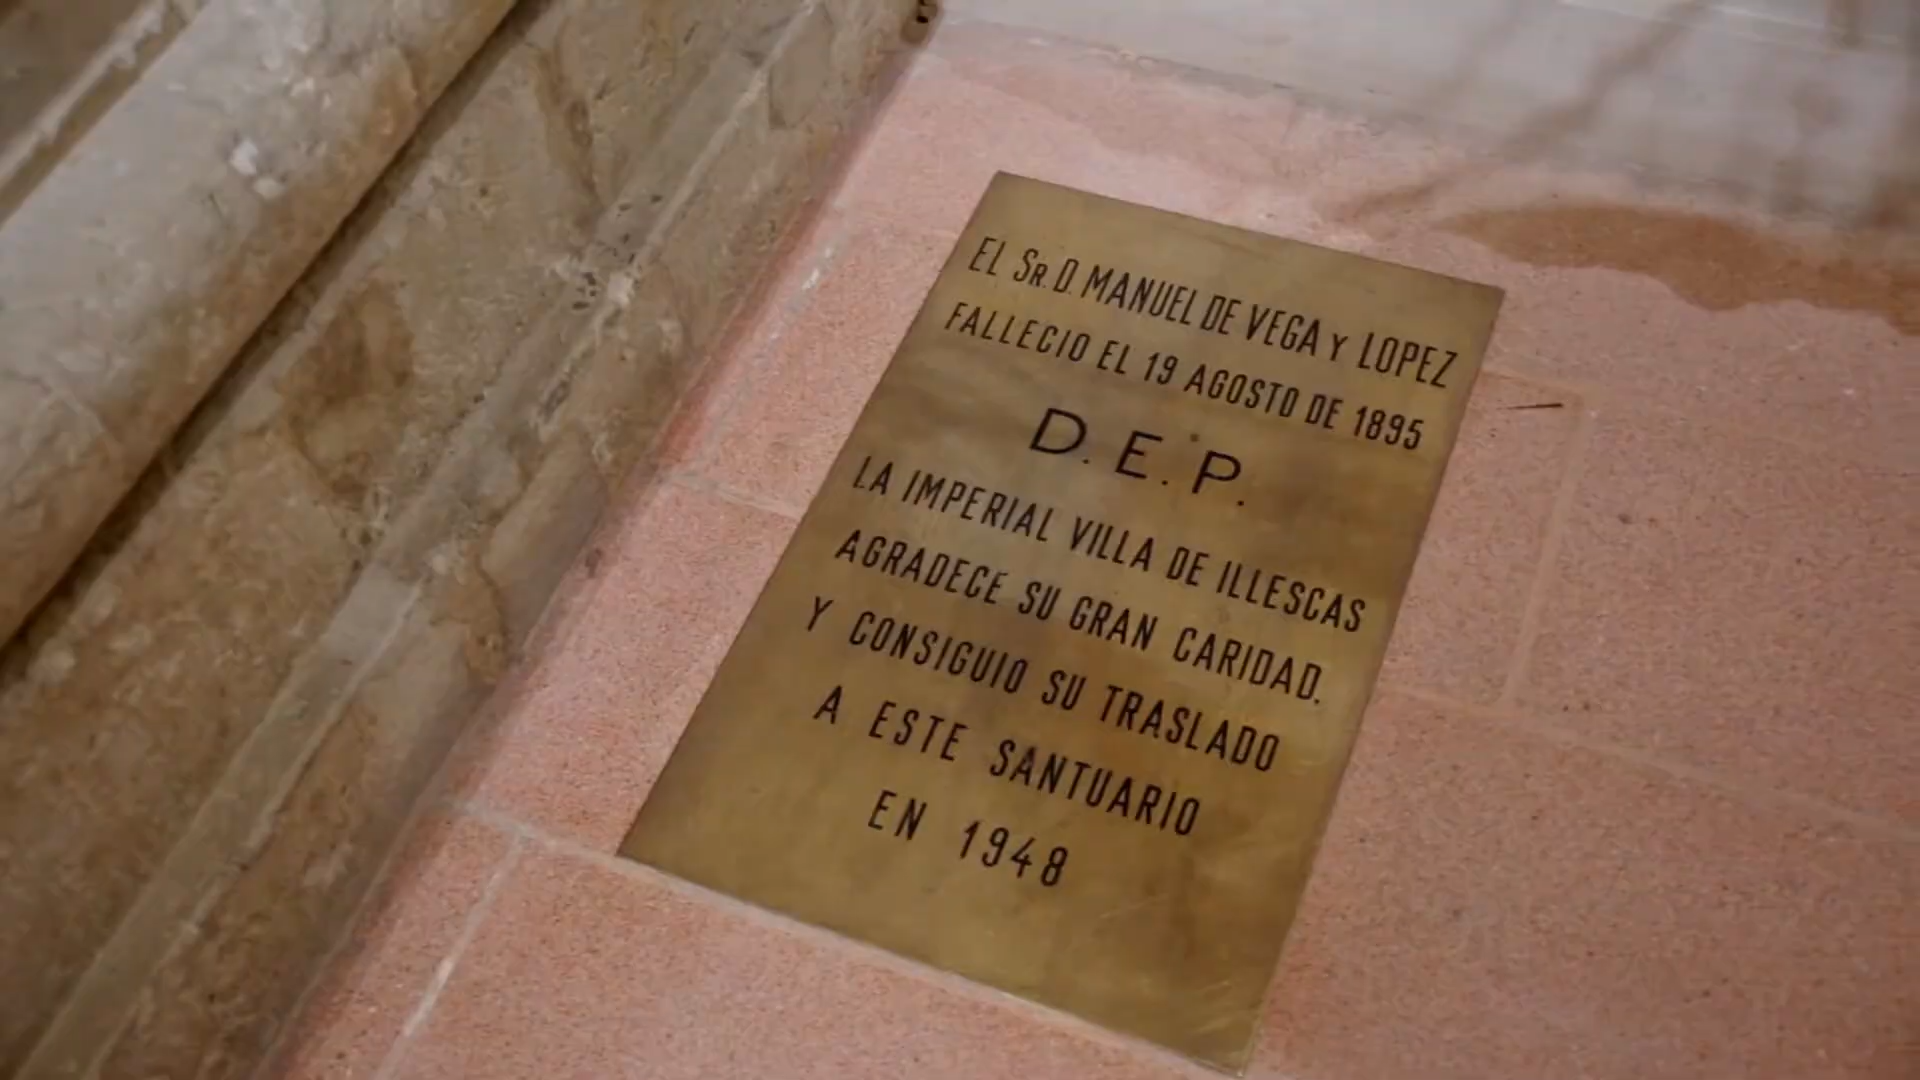 EL SR. D. MANUEL DE VEGA Y LOPEZ
FALLECIO EL 19 AGOSTO DE 1895
D. E. P.
LA IMPERIAL VILLA DE ILLESCAS
AGRADECE SU GRAN CARIDAD.
Y CONSIGUIO SU TRASLADO
A ESTE SANTUARIO
EN 1948